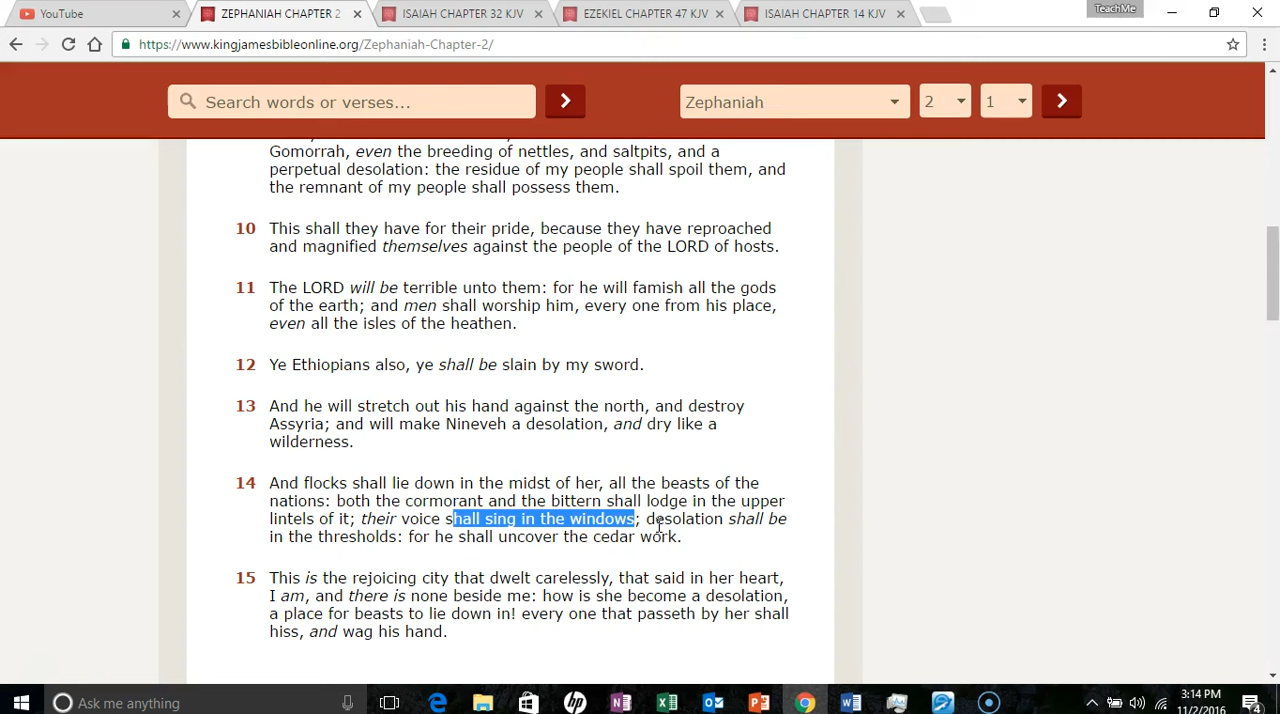 YouTube
ZEPHANIAH CHAPTER 2
ISAIAH CHAPTER 32 KJV
EZEKIEL CHAPTER 47 KJV
ISAIAH CHAPTER 14 KJV
TeachMe
https://www.kingjamesbibleonline.org/Zephaniah-Chapter-2/
Search words or verses...
Zephaniah
2
1
Gomorrah, even the breeding of nettles, and saltpits, and a
perpetual desolation: the residue of my people shall spoil them, and
the remnant of my people shall possess them.
10 This shall they have for their pride, because they have reproached
and magnified themselves against the people of the LORD of hosts.
11 The LORD will be terrible unto them: for he will famish all the gods
of the earth; and men shall worship him, every one from his place,
even all the isles of the heathen.
12 Ye Ethiopians also, ye shall be slain by my sword.
13 And he will stretch out his hand against the north, and destroy
Assyria; and will make Nineveh a desolation, and dry like a
wilderness.
14 And flocks shall lie down in the midst of her, all the beasts of the
nations: both the cormorant and the bittern shall lodge in the upper
lintels of it; their voice shall sing in the windows; desolation shall be
in the thresholds: for he shall uncover the cedar work.
15 This is the rejoicing city that dwelt carelessly, that said in her heart,
I am, and there is none beside me: how is she become a desolation,
a place for beasts to lie down in! every one that passeth by her shall
hiss, and wag his hand.
Ask me anything
3:14 PM
11/2/2016
4